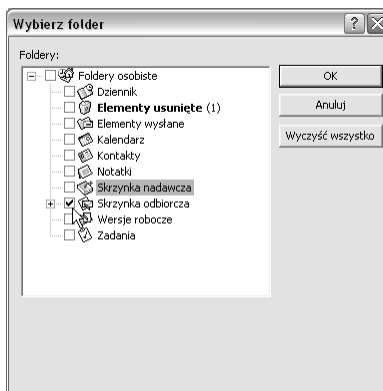 Wybierz folder
Foldery:
Foldery osobiste
Dziennik
Elementy usunięte (1)
Elementy wysłane
Kalendarz
Kontakty
Notatki
Skrzynka nadawcza
Skrzynka odbiorcza
Wersje robocze
Zadania
OK
Anuluj
Wyczyść wszystko